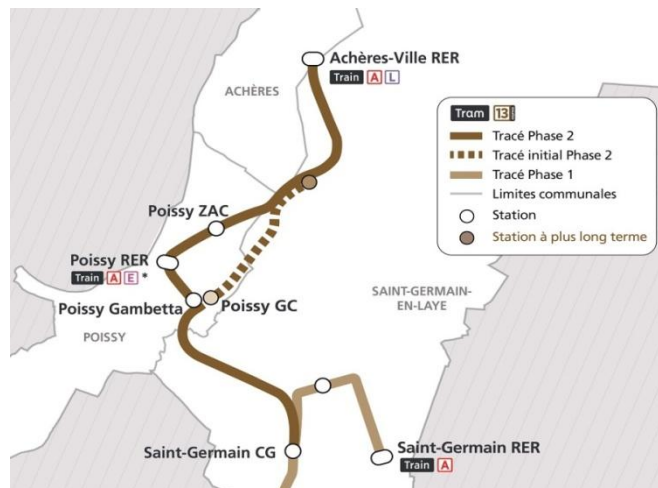 Achères-Ville RER
Train A L
ACHÈRES
Tram 13
Tracé Phase 2
Tracé initial Phase 2
Tracé Phase 1
Limites communales
Station
Station à plus long terme
Poissy ZAC
Poissy RER
Train A E *
Poissy Gambetta
Poissy GC
POISSY
SAINT-GERMAIN-
EN-LAYE
Saint-Germain CG
Saint-Germain RER
Train A